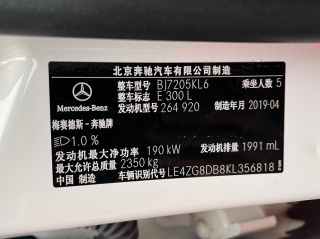 北京奔驰汽车有限公司制造
整车型号 BJ7205KL6 乘坐人数 5
整车型号 E 300 L
发动机型号 264 920 制造年月 2019-04
Mercedes-Benz
梅赛德斯-奔驰牌
1.0 %
发动机最大净功率 190 kW 发动机排量 1991 mL
最大允许总质量 2350 kg
中国 制造 车辆识别代号 LE4ZG8DB8KL356818